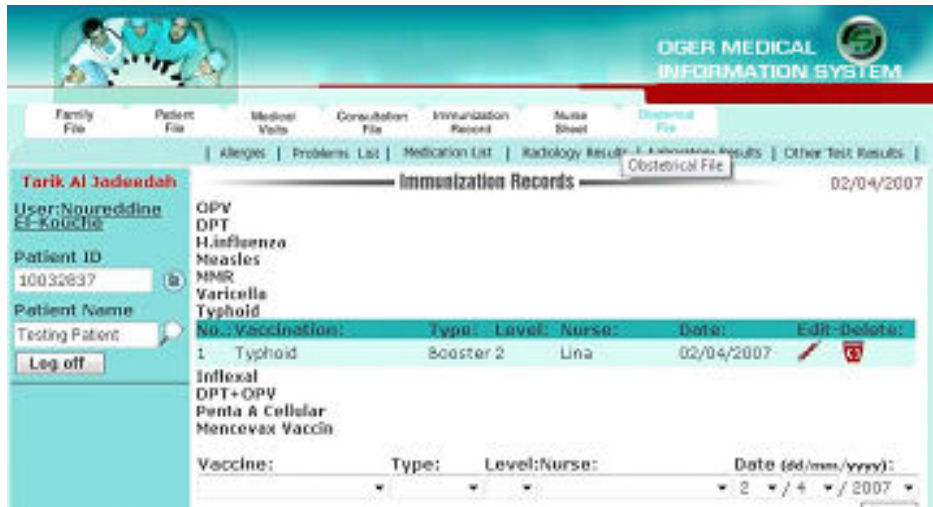 OGER MEDICAL
INFORMATION SYSTEM
Family File
Patient File
Medical Visits
Consultation File
Immunization Record
Nurse Sheet
Obstetrical File
| Allergies | Problems List | Medication List | Radiology Results | Laboratory Results | Other Test Results |
Obstetrical File
Tarik Al Jadeedah
Immunization Records
02/04/2007
User:Noureddine
El-Kouche
Patient ID
10032837
Patient Name
Testing Patient
Log off
OPV
DPT
H.influenza
Measles
MMR
Varicella
Typhoid
No.: Vaccination: Type: Level: Nurse: Date: Edit-Delete:
1 Typhoid Booster 2 Lina 02/04/2007
Inflexal
DPT+OPV
Penta A Cellular
Mencevax Vaccin
Vaccine: Type: Level:Nurse: Date (dd/mm/yyyy):
2 / 4 / 2007